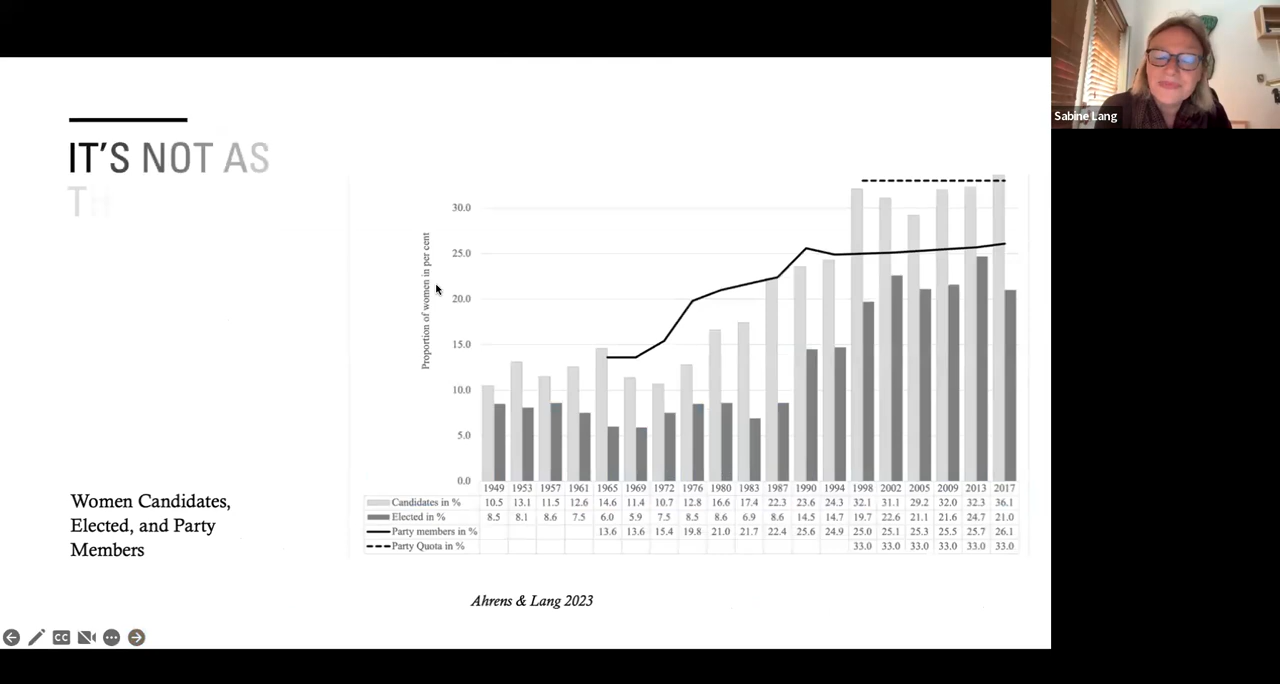 Sabine Lang
IT'S NOT AS
TH
Women Candidates,
Elected, and Party
Members
Proportion of women in per cent
30.0
25.0
20.0
15.0
10.0
5.0
0.0
1949 1953 1957 1961 1965 1969 1972 1976 1980 1983 1987 1990 1994 1998 2002 2005 2009 2013 2017
Candidates in % 10.5 13.1 11.5 12.6 14.6 11.4 10.7 12.8 16.6 17.4 22.3 23.6 24.3 32.1 31.1 29.2 32.0 32.3 36.1
Elected in % 8.5 8.1 8.6 7.5 6.0 5.9 7.5 8.5 8.6 6.9 8.6 14.5 14.7 19.7 22.6 21.1 21.6 24.7 21.0
Party members in % 13.6 13.6 15.4 19.8 21.0 21.7 22.4 25.6 24.9 25.0 25.1 25.3 25.5 25.7 26.1
Party Quota in % 33.0 33.0 33.0 33.0 33.0 33.0
Ahrens & Lang 2023
CC